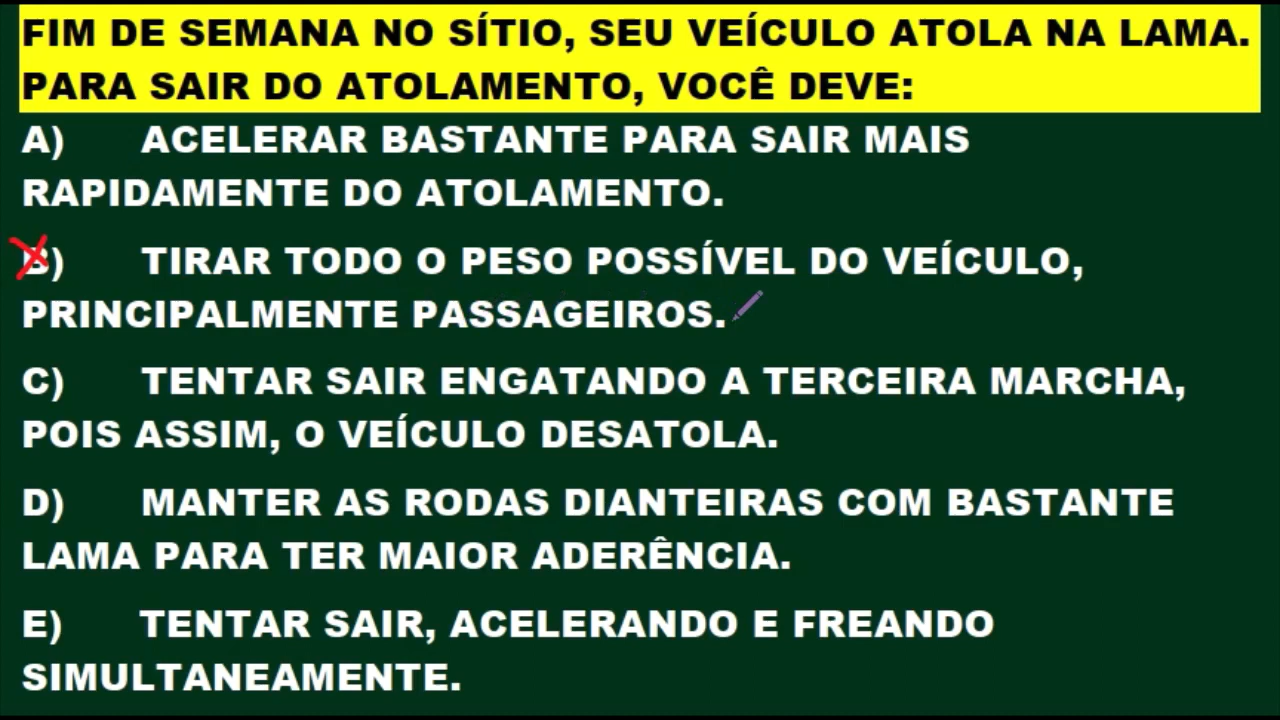 FIM DE SEMANA NO SÍTIO, SEU VEÍCULO ATOLA NA LAMA.
PARA SAIR DO ATOLAMENTO, VOCÊ DEVE:
A) ACELERAR BASTANTE PARA SAIR MAIS
RAPIDAMENTE DO ATOLAMENTO.
B) TIRAR TODO O PESO POSSÍVEL DO VEÍCULO,
PRINCIPALMENTE PASSAGEIROS.
C) TENTAR SAIR ENGATANDO A TERCEIRA MARCHA,
POIS ASSIM, O VEÍCULO DESATOLA.
D) MANTER AS RODAS DIANTEIRAS COM BASTANTE
LAMA PARA TER MAIOR ADERÊNCIA.
E) TENTAR SAIR, ACELERANDO E FREANDO
SIMULTANEAMENTE.